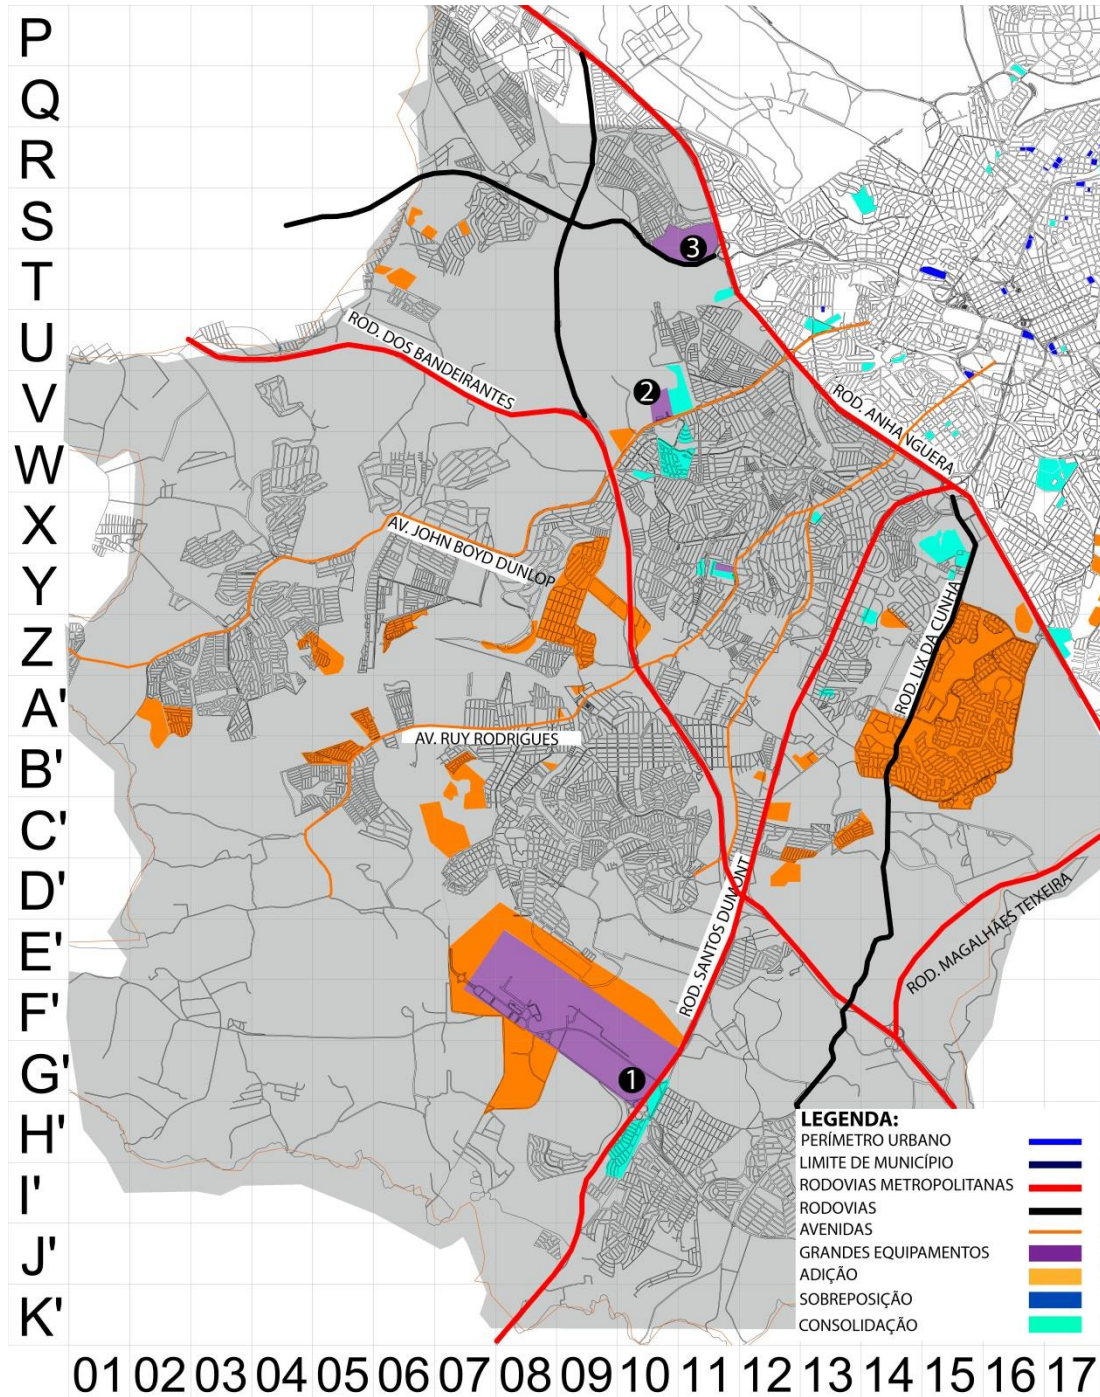 P
Q
R
S
3
T
U
ROD. DOS BANDEIRANTES
V
2
ROD. ANHANGUERA
W
X
AV. JOHN BOYD DUNLOP
Y
ROD. LIX DA CUNHA
Z
A'
AV. RUY RODRIGUES
B'
C'
D'
ROD. SANTOS DUMONT
ROD. MAGALHÃES TEIXEIRA
E'
F'
G'
1
H'
I'
J'
K'
LEGENDA:
PERÍMETRO URBANO
LIMITE DE MUNICÍPIO
RODOVIAS METROPOLITANAS
RODOVIAS
AVENIDAS
GRANDES EQUIPAMENTOS
ADIÇÃO
SOBREPOSIÇÃO
CONSOLIDAÇÃO
01 02 03 04 05 06 07 08 09 10 11 12 13 14 15 16 17